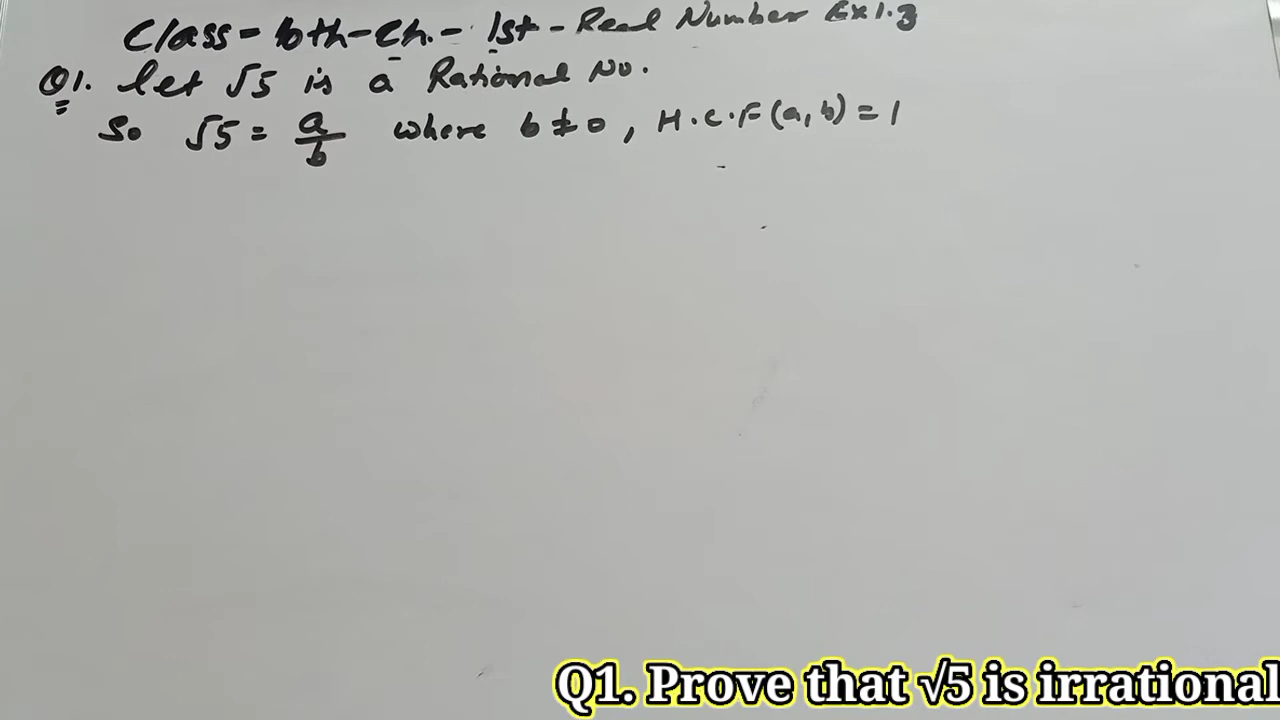 Class - 10th - Ch. - 1st - Real Number Ex 1.3
Q1. let √5 is a Rational No.
So √5 = a/b where b ≠ 0, H.C.F (a, b) = 1
Q1. Prove that √5 is irrational